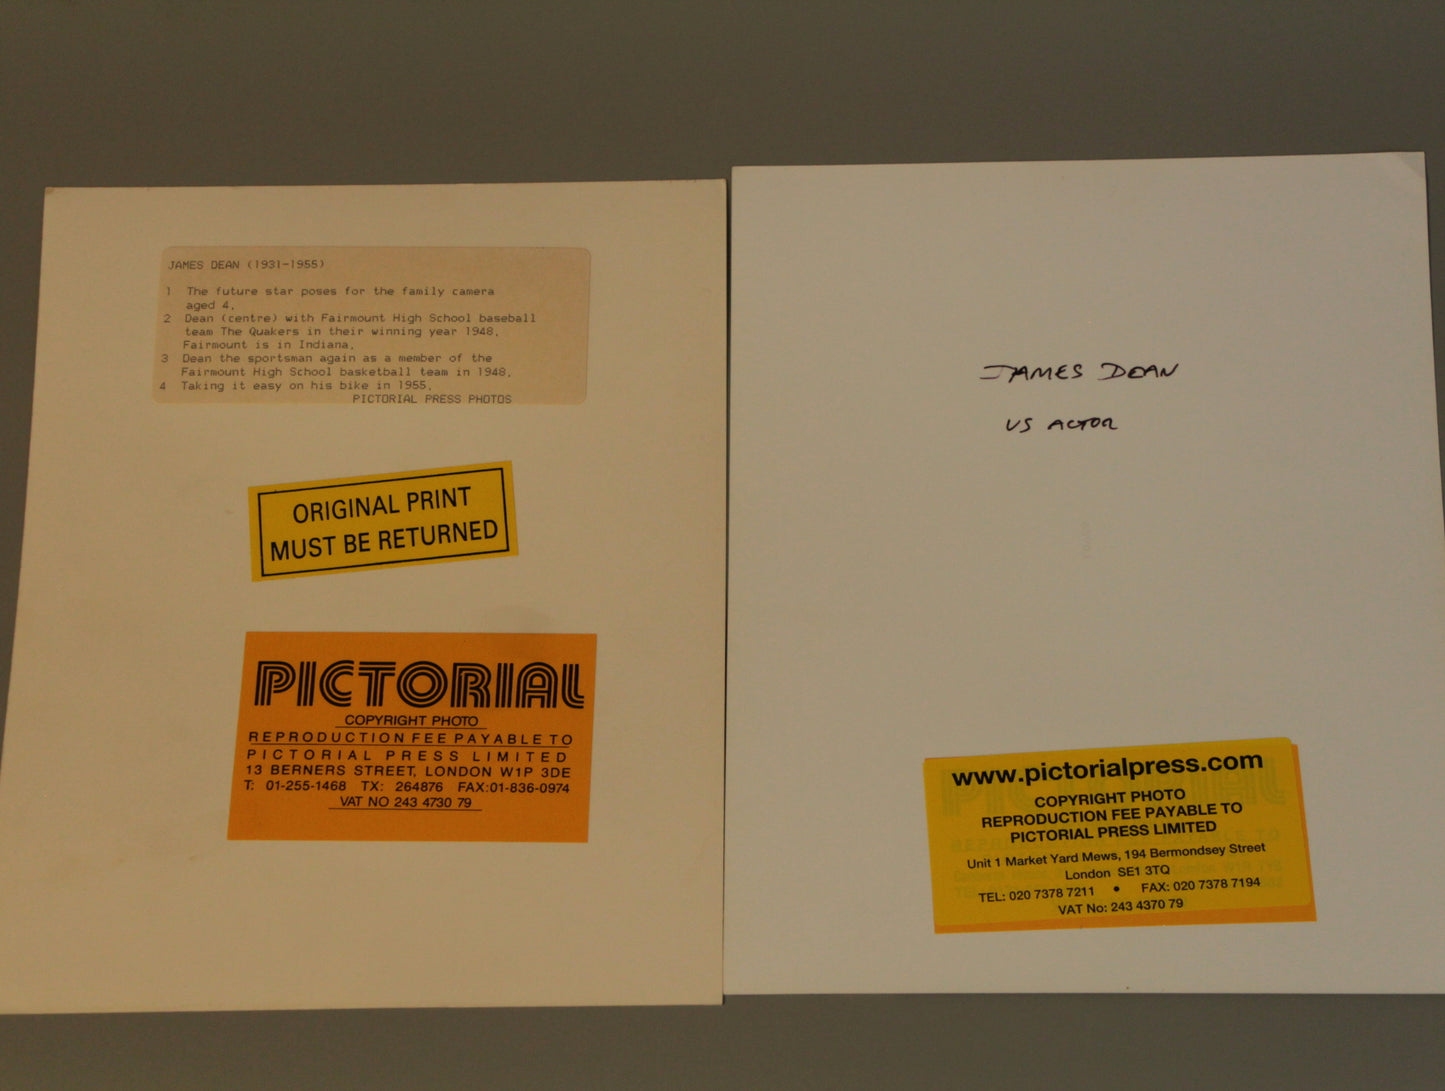 JAMES DEAN (1931-1955)
1 The future star poses for the family camera
aged 4.
2 Dean (centre) with Fairmount High School baseball
team The Quakers in their winning year 1948.
Fairmount is in Indiana.
3 Dean the sportsman again as a member of the
Fairmount High School basketball team in 1948.
4 Taking it easy on his bike in 1955.
PICTORIAL PRESS PHOTOS
ORIGINAL PRINT
MUST BE RETURNED
PICTORIAL
COPYRIGHT PHOTO
REPRODUCTION FEE PAYABLE TO
PICTORIAL PRESS LIMITED
13 BERNERS STREET, LONDON W1P 3DE
T: 01-255-1468 TX: 264876 FAX:01-836-0974
VAT NO 243 4730 79
JAMES DEAN
US ACTOR
www.pictorialpress.com
COPYRIGHT PHOTO
REPRODUCTION FEE PAYABLE TO
PICTORIAL PRESS LIMITED
Unit 1 Market Yard Mews, 194 Bermondsey Street
London SE1 3TQ
TEL: 020 7378 7211 • FAX: 020 7378 7194
VAT No: 243 4370 79